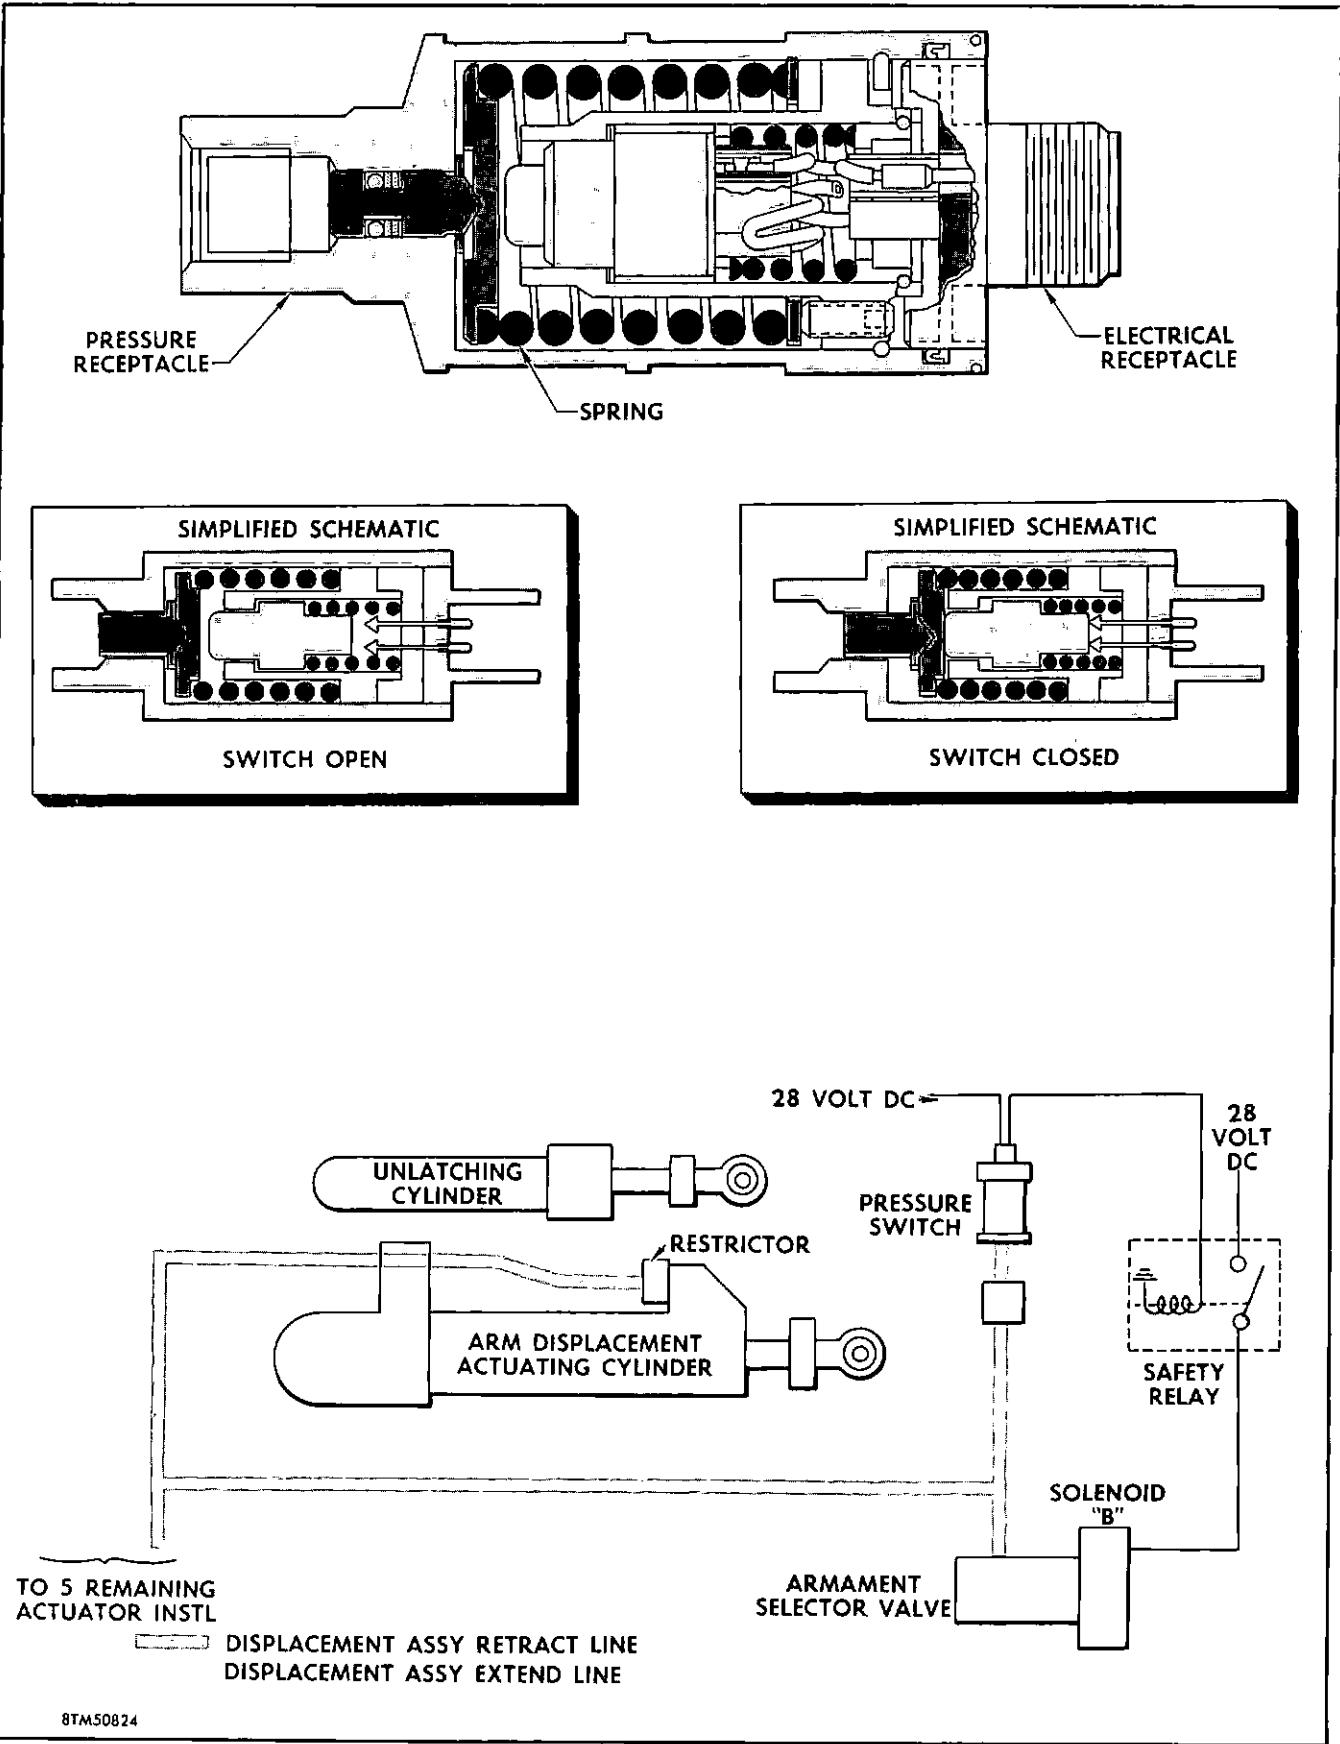 PRESSURE
RECEPTACLE
ELECTRICAL
RECEPTACLE
SPRING
SIMPLIFIED SCHEMATIC
SWITCH OPEN
SIMPLIFIED SCHEMATIC
SWITCH CLOSED
28 VOLT DC
28
VOLT
DC
UNLATCHING
CYLINDER
PRESSURE
SWITCH
RESTRICTOR
ARM DISPLACEMENT
ACTUATING CYLINDER
SAFETY
RELAY
SOLENOID
"B"
ARMAMENT
SELECTOR VALVE
TO 5 REMAINING
ACTUATOR INSTL
DISPLACEMENT ASSY RETRACT LINE
DISPLACEMENT ASSY EXTEND LINE
8TM50824